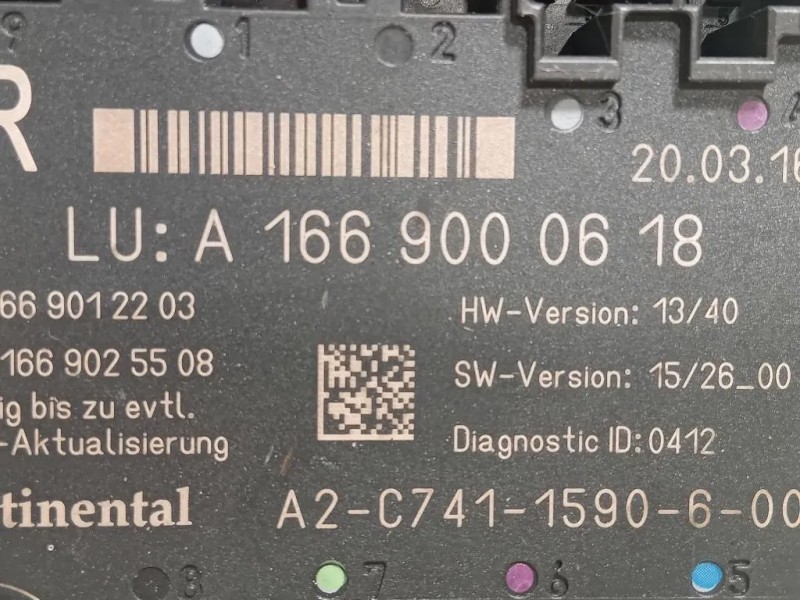 9 1 2
R 3
20.03.16
LU: A 166 900 06 18
66 901 22 03 HW-Version: 13/40
166 902 55 08 SW-Version: 15/26_00
ig bis zu evtl.
-Aktualisierung Diagnostic ID: 0412
tinental A2-C741-1590-6-00
8 7 6 5